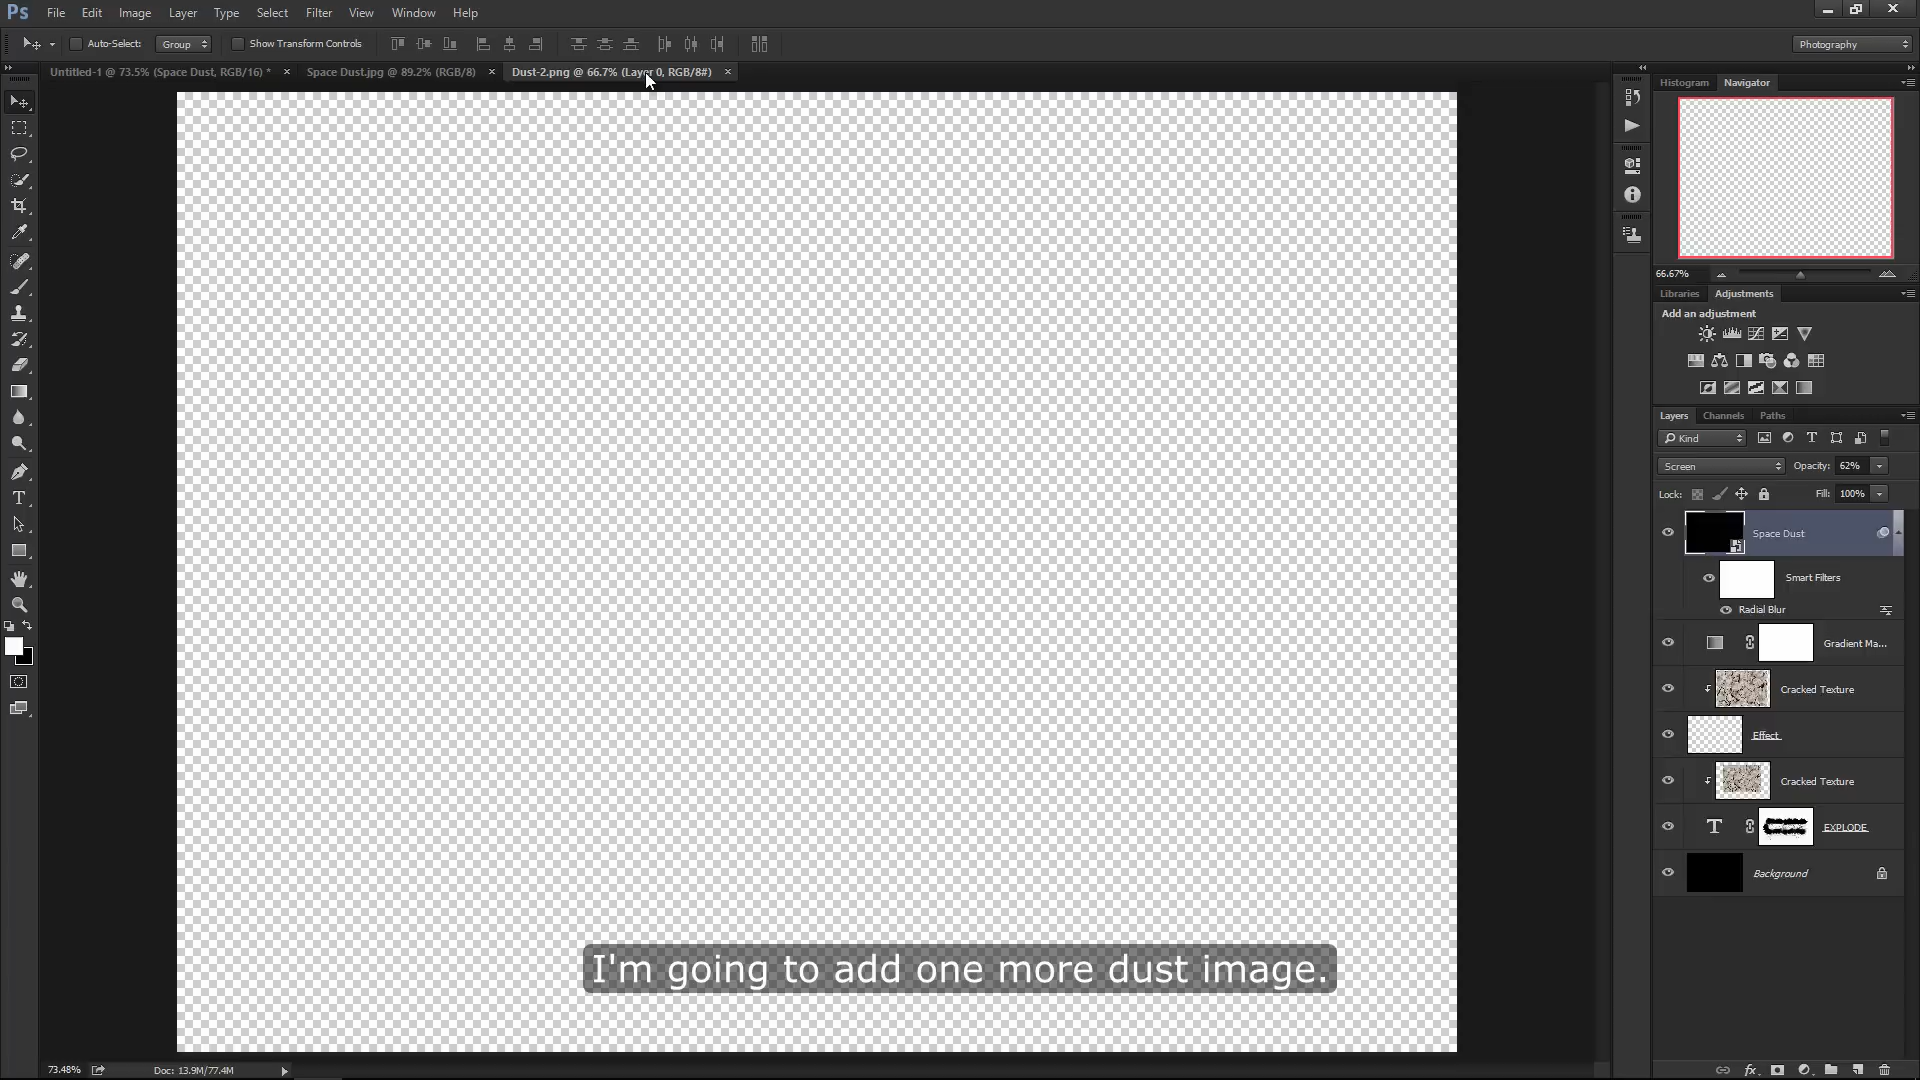 Ps File Edit Image Layer Type Select Filter View Window Help
Auto-Select: Group Show Transform Controls Photography
Untitled-1 @ 73.5% (Space Dust, RGB/16) * × Space Dust.jpg @ 89.2% (RGB/8) × Dust-2.png @ 66.7% (Layer 0, RGB/8#) ×
Histogram Navigator
66.67%
Libraries Adjustments
Add an adjustment
Layers Channels Paths
Kind T
Screen Opacity: 62%
Lock: Fill: 100%
Space Dust
Smart Filters
Radial Blur
Gradient Ma...
Cracked Texture
Effect
Cracked Texture
T EXPLODE
Background
I'm going to add one more dust image.
73.48% Doc: 13.9M/77.4M
fx